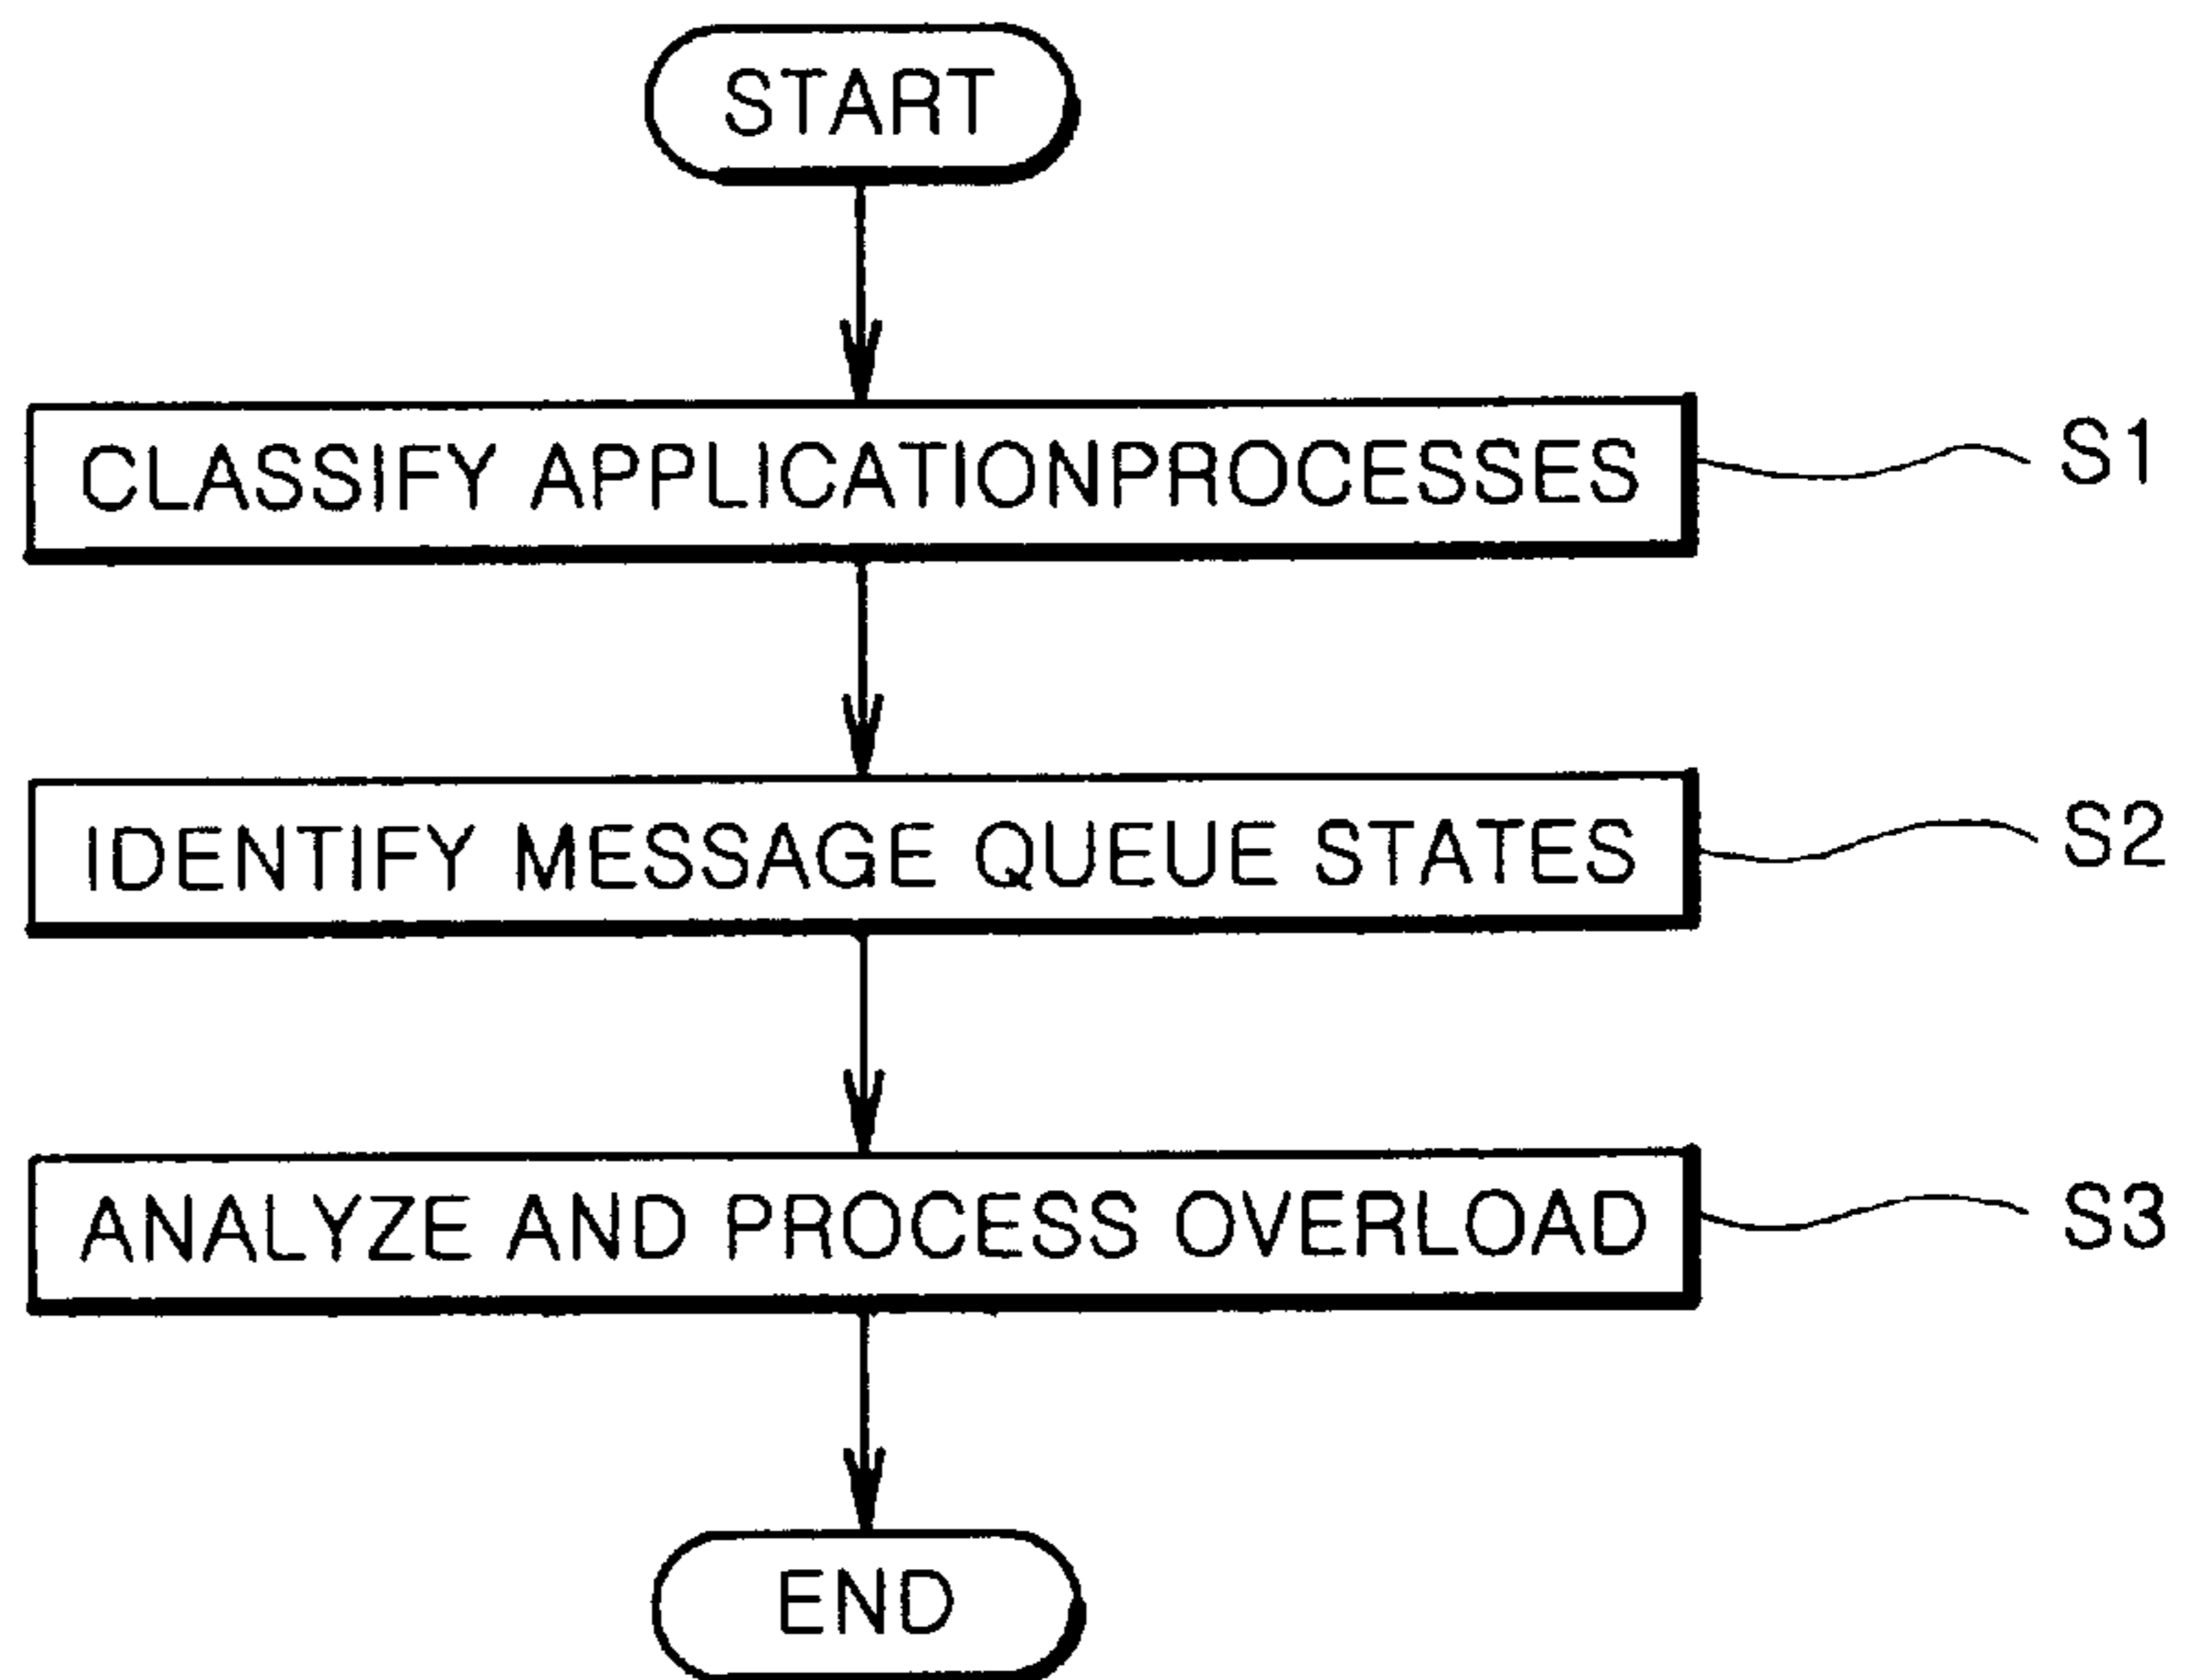 START
CLASSIFY APPLICATIONPROCESSES S1
IDENTIFY MESSAGE QUEUE STATES S2
ANALYZE AND PROCESS OVERLOAD S3
END